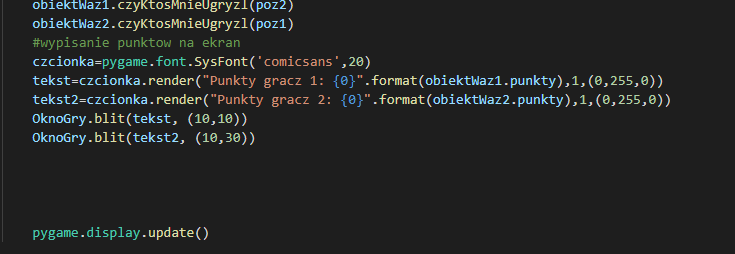 obiektWaz1.czyKtosMnieUgryzl(poz2)
obiektWaz2.czyKtosMnieUgryzl(poz1)
#wypisanie punktow na ekran
czcionka=pygame.font.SysFont('comicsans',20)
tekst=czcionka.render("Punkty gracz 1: {0}".format(obiektWaz1.punkty),1,(0,255,0))
tekst2=czcionka.render("Punkty gracz 2: {0}".format(obiektWaz2.punkty),1,(0,255,0))
OknoGry.blit(tekst, (10,10))
OknoGry.blit(tekst2, (10,30))
pygame.display.update()